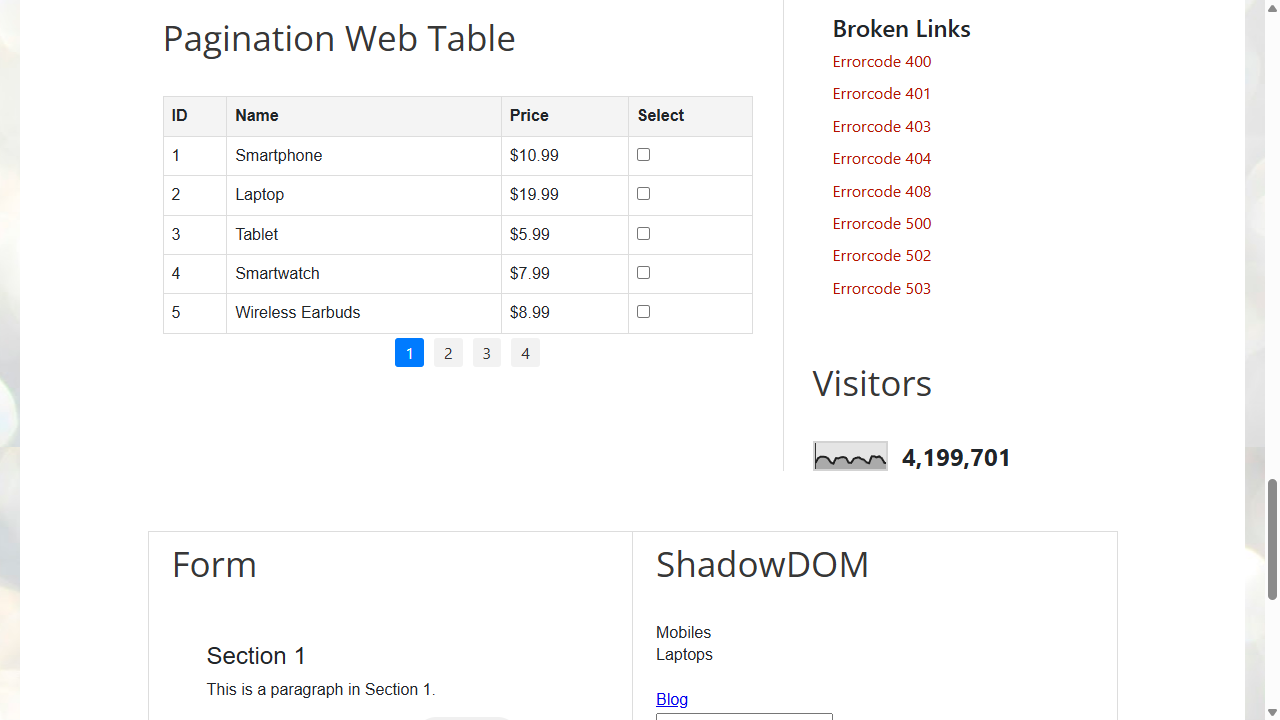 Pagination Web Table
ID Name Price Select
1 Smartphone $10.99
2 Laptop $19.99
3 Tablet $5.99
4 Smartwatch $7.99
5 Wireless Earbuds $8.99
1 2 3 4
Broken Links
Errorcode 400
Errorcode 401
Errorcode 403
Errorcode 404
Errorcode 408
Errorcode 500
Errorcode 502
Errorcode 503
Visitors
4,199,701
Form
Section 1
This is a paragraph in Section 1.
ShadowDOM
Mobiles
Laptops
Blog